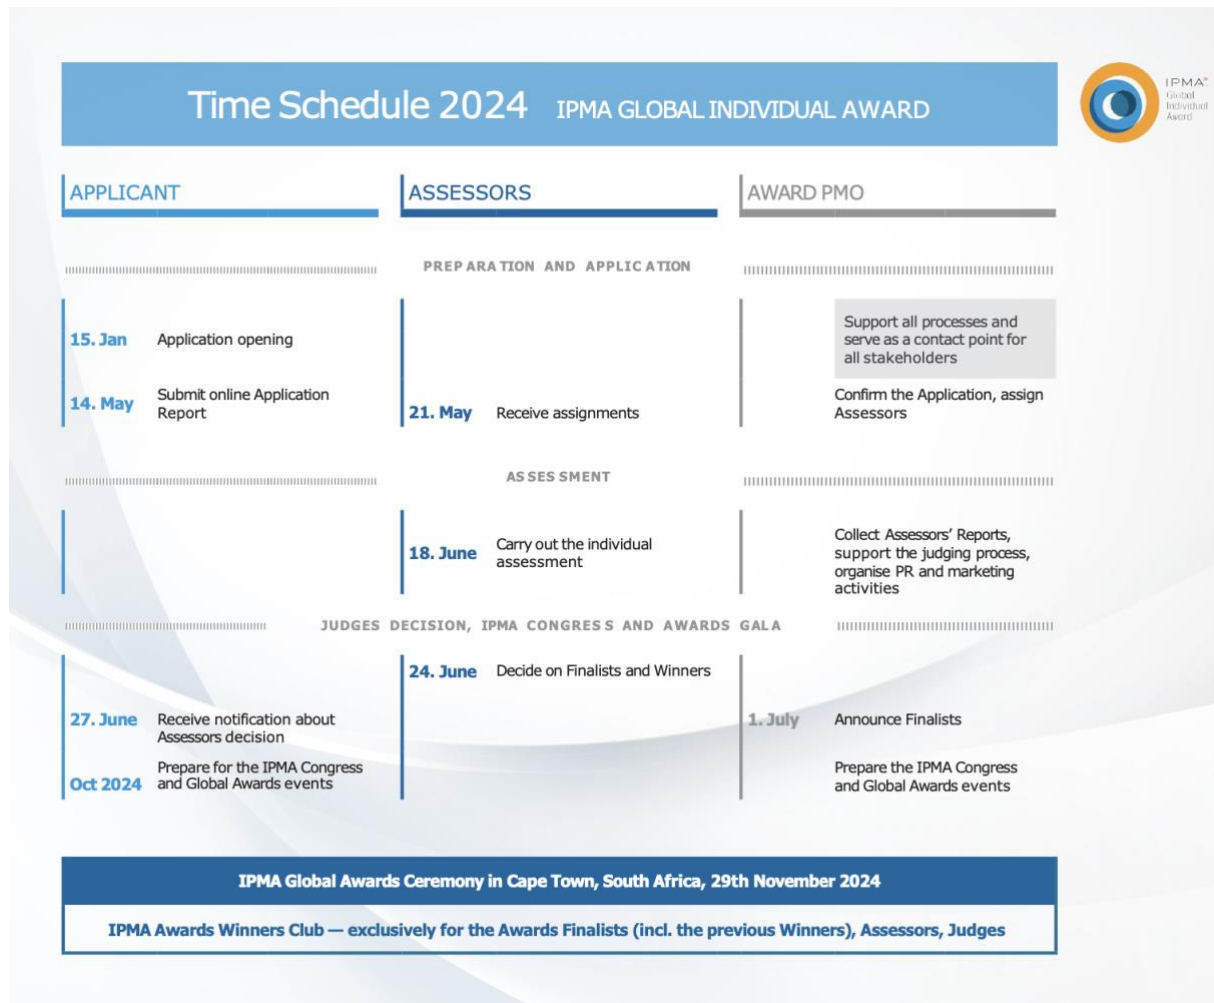 Time Schedule 2024 IPMA GLOBAL INDIVIDUAL AWARD
IPMA®
Global
Individual
Award
APPLICANT
ASSESSORS
AWARD PMO
PREPARATION AND APPLICATION
15. Jan Application opening
Support all processes and
serve as a contact point for
all stakeholders
14. May Submit online Application
Report
21. May Receive assignments
Confirm the Application, assign
Assessors
ASSESSMENT
18. June Carry out the individual
assessment
Collect Assessors’ Reports,
support the judging process,
organise PR and marketing
activities
JUDGES DECISION, IPMA CONGRESS AND AWARDS GALA
24. June Decide on Finalists and Winners
27. June Receive notification about
Assessors decision
1. July Announce Finalists
Oct 2024 Prepare for the IPMA Congress
and Global Awards events
Prepare the IPMA Congress
and Global Awards events
IPMA Global Awards Ceremony in Cape Town, South Africa, 29th November 2024
IPMA Awards Winners Club — exclusively for the Awards Finalists (incl. the previous Winners), Assessors, Judges